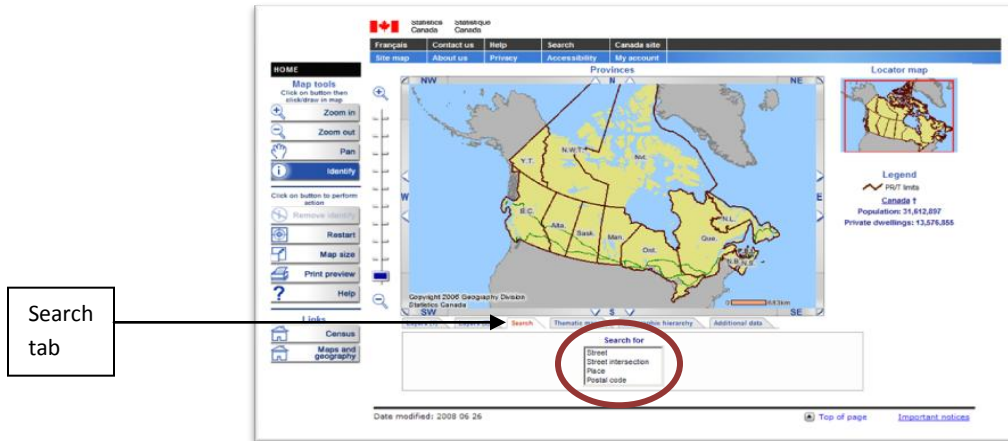 Statistics Statistique
Canada Canada
Français Contact us Help Search Canada site
Site map About us Privacy Accessibility My account
HOME
Provinces
Locator map
Map tools
Click on button then
click/draw in map
Zoom in
Zoom out
Pan
Identify
Click on button to perform
action
Remove identify
Restart
Map size
Print preview
Help
Links
Census
Maps and
geography
NW N NE
W E
SW S SE
Y.T.
N.W.T.
Nvt.
B.C.
Alta.
Sask.
Man.
Ont.
Que.
N.L.
N.B.
N.S.
Copyright 2006 Geography Division
Statistics Canada
0 683km
Legend
PR/T limits
Canada †
Population: 31,612,897
Private dwellings: 13,576,855
Search
tab
Search Thematic hierarchy Additional data
Search for
Street
Street intersection
Place
Postal code
Date modified: 2008 06 26
Top of page Important notices